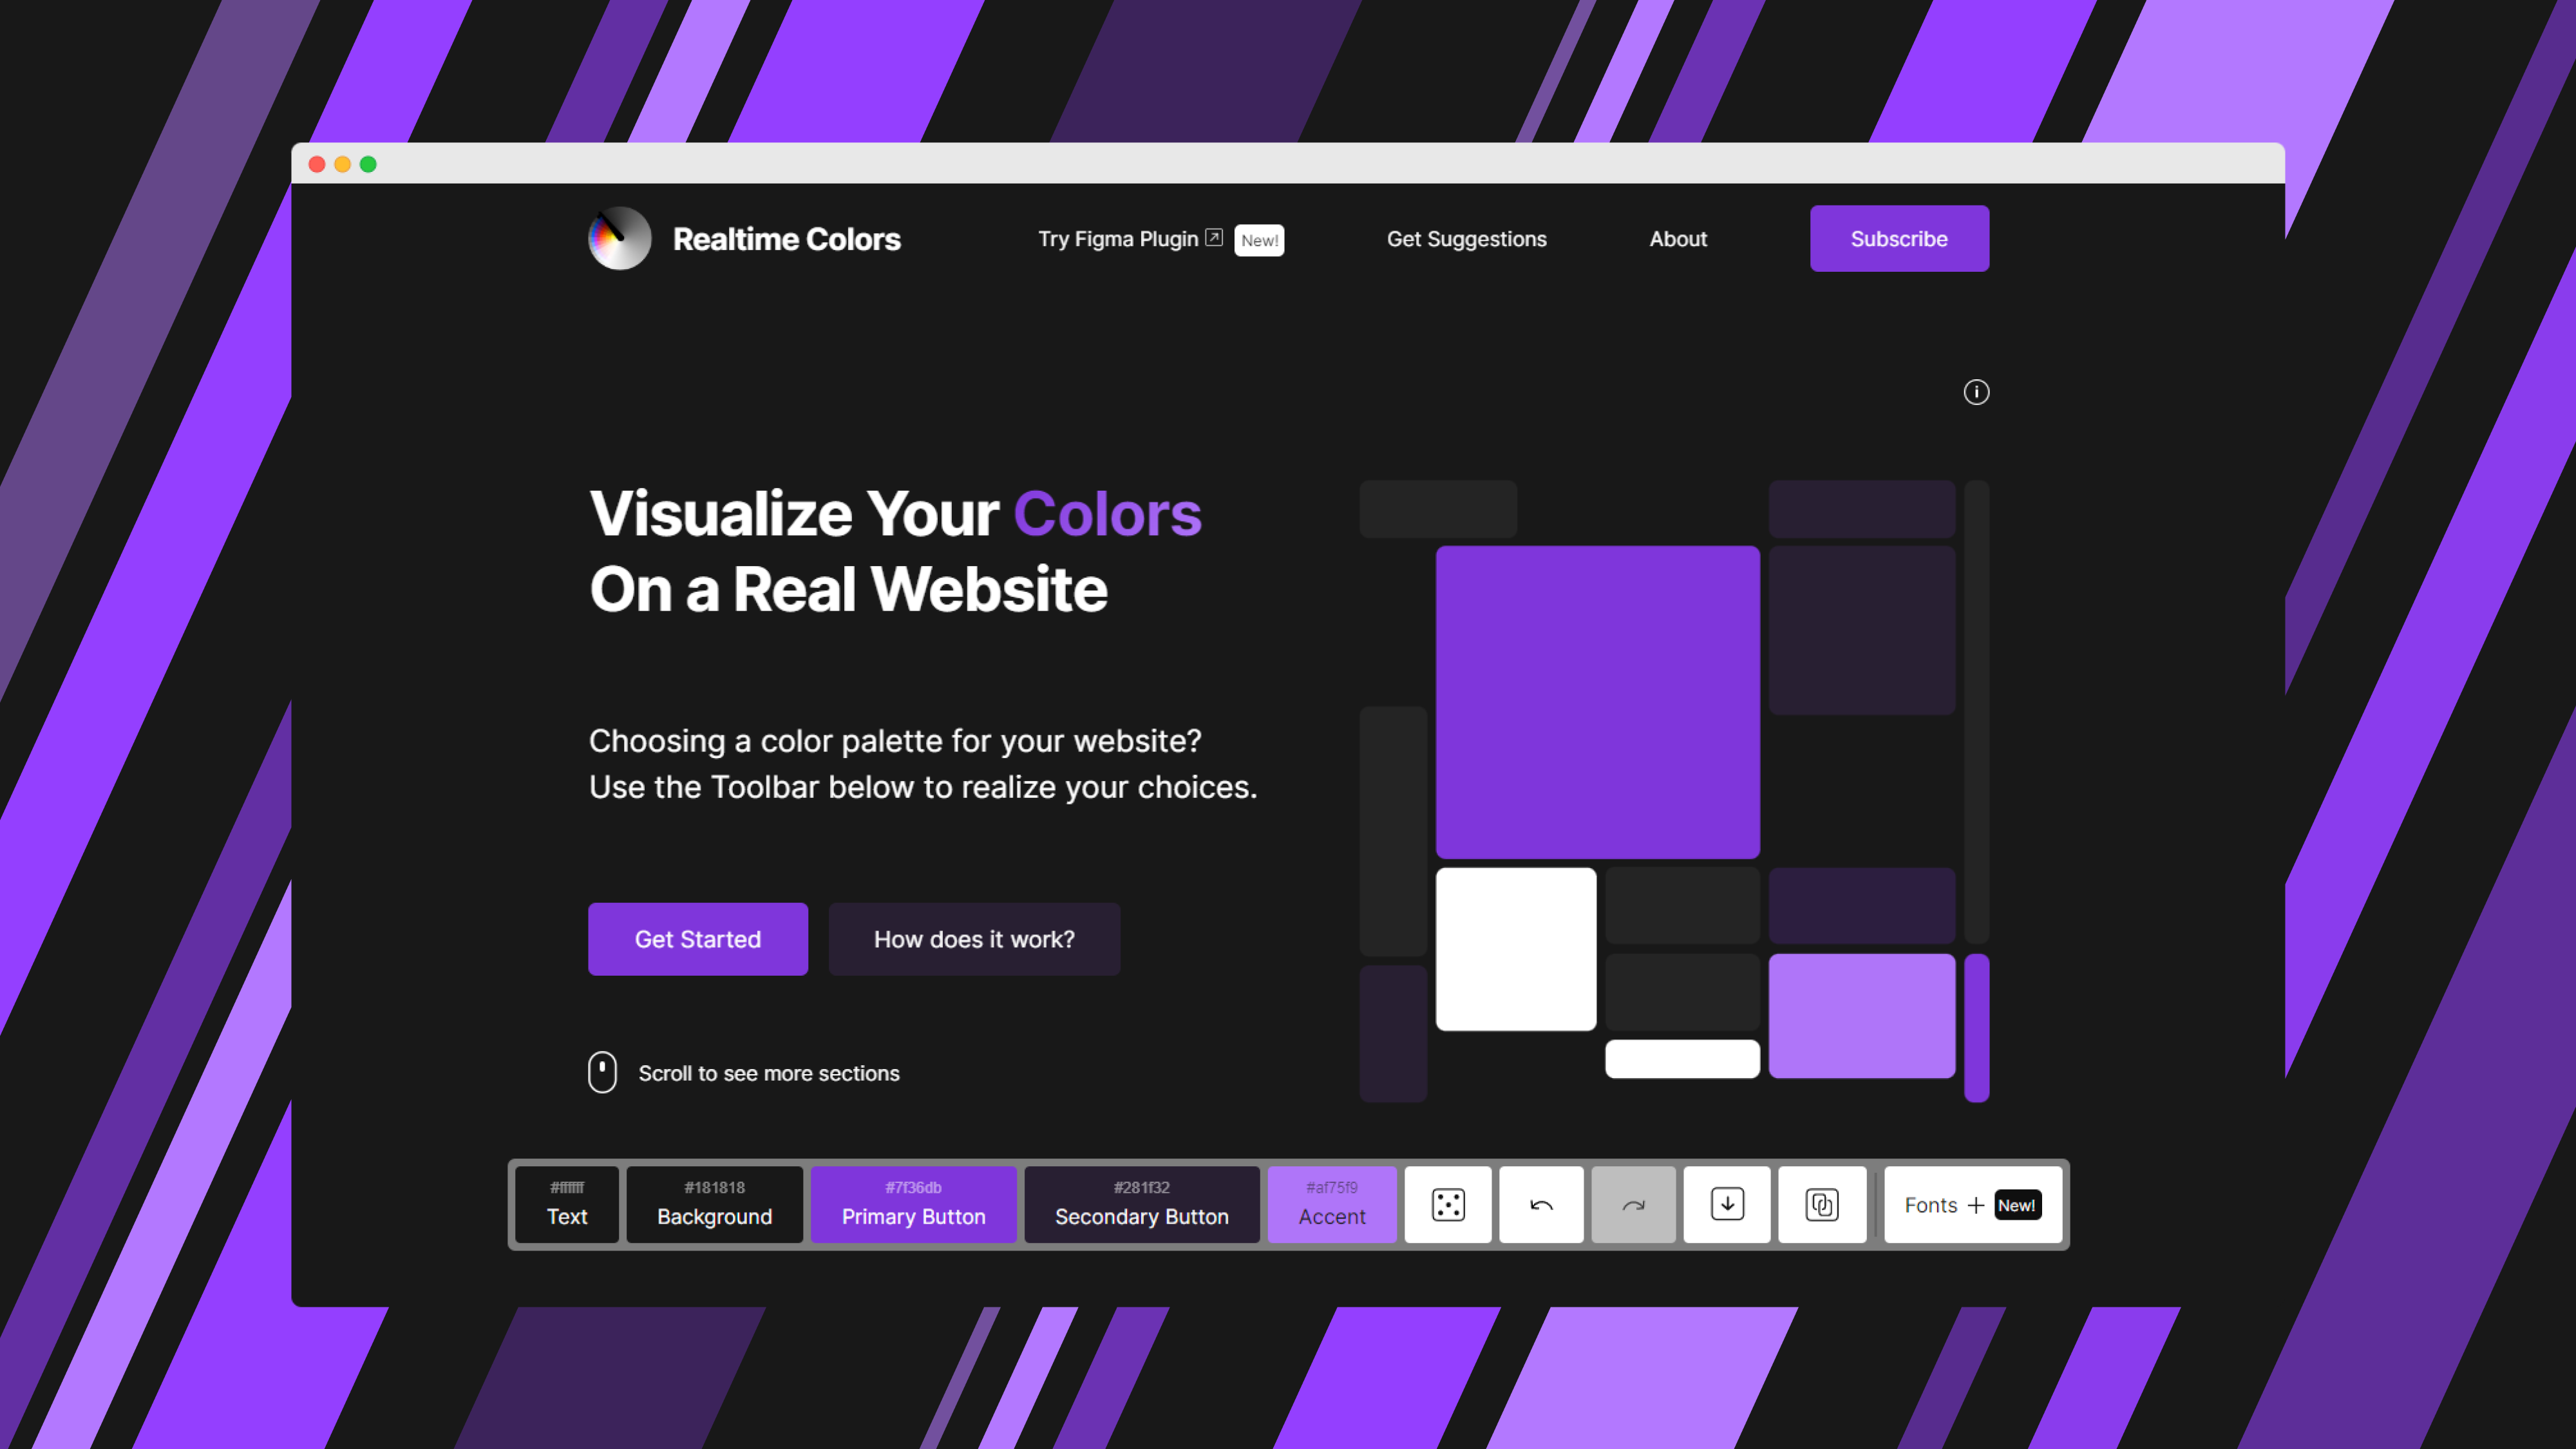 Realtime Colors
Try Figma Plugin New!
Get Suggestions
About
Subscribe
Visualize Your Colors
On a Real Website
Choosing a color palette for your website?
Use the Toolbar below to realize your choices.
Get Started
How does it work?
Scroll to see more sections
#ffffff
Text
#181818
Background
#7f36db
Primary Button
#281f32
Secondary Button
#af75f9
Accent
Fonts + New!